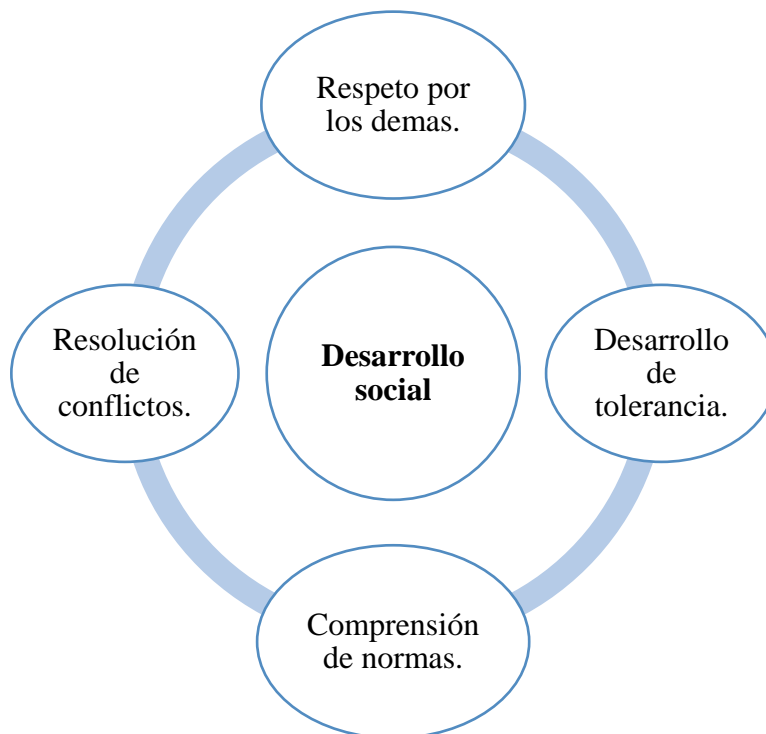 Respeto por
los demas.
Resolución
de
conflictos.
Desarrollo
social
Desarrollo
de
tolerancia.
Comprensión
de normas.